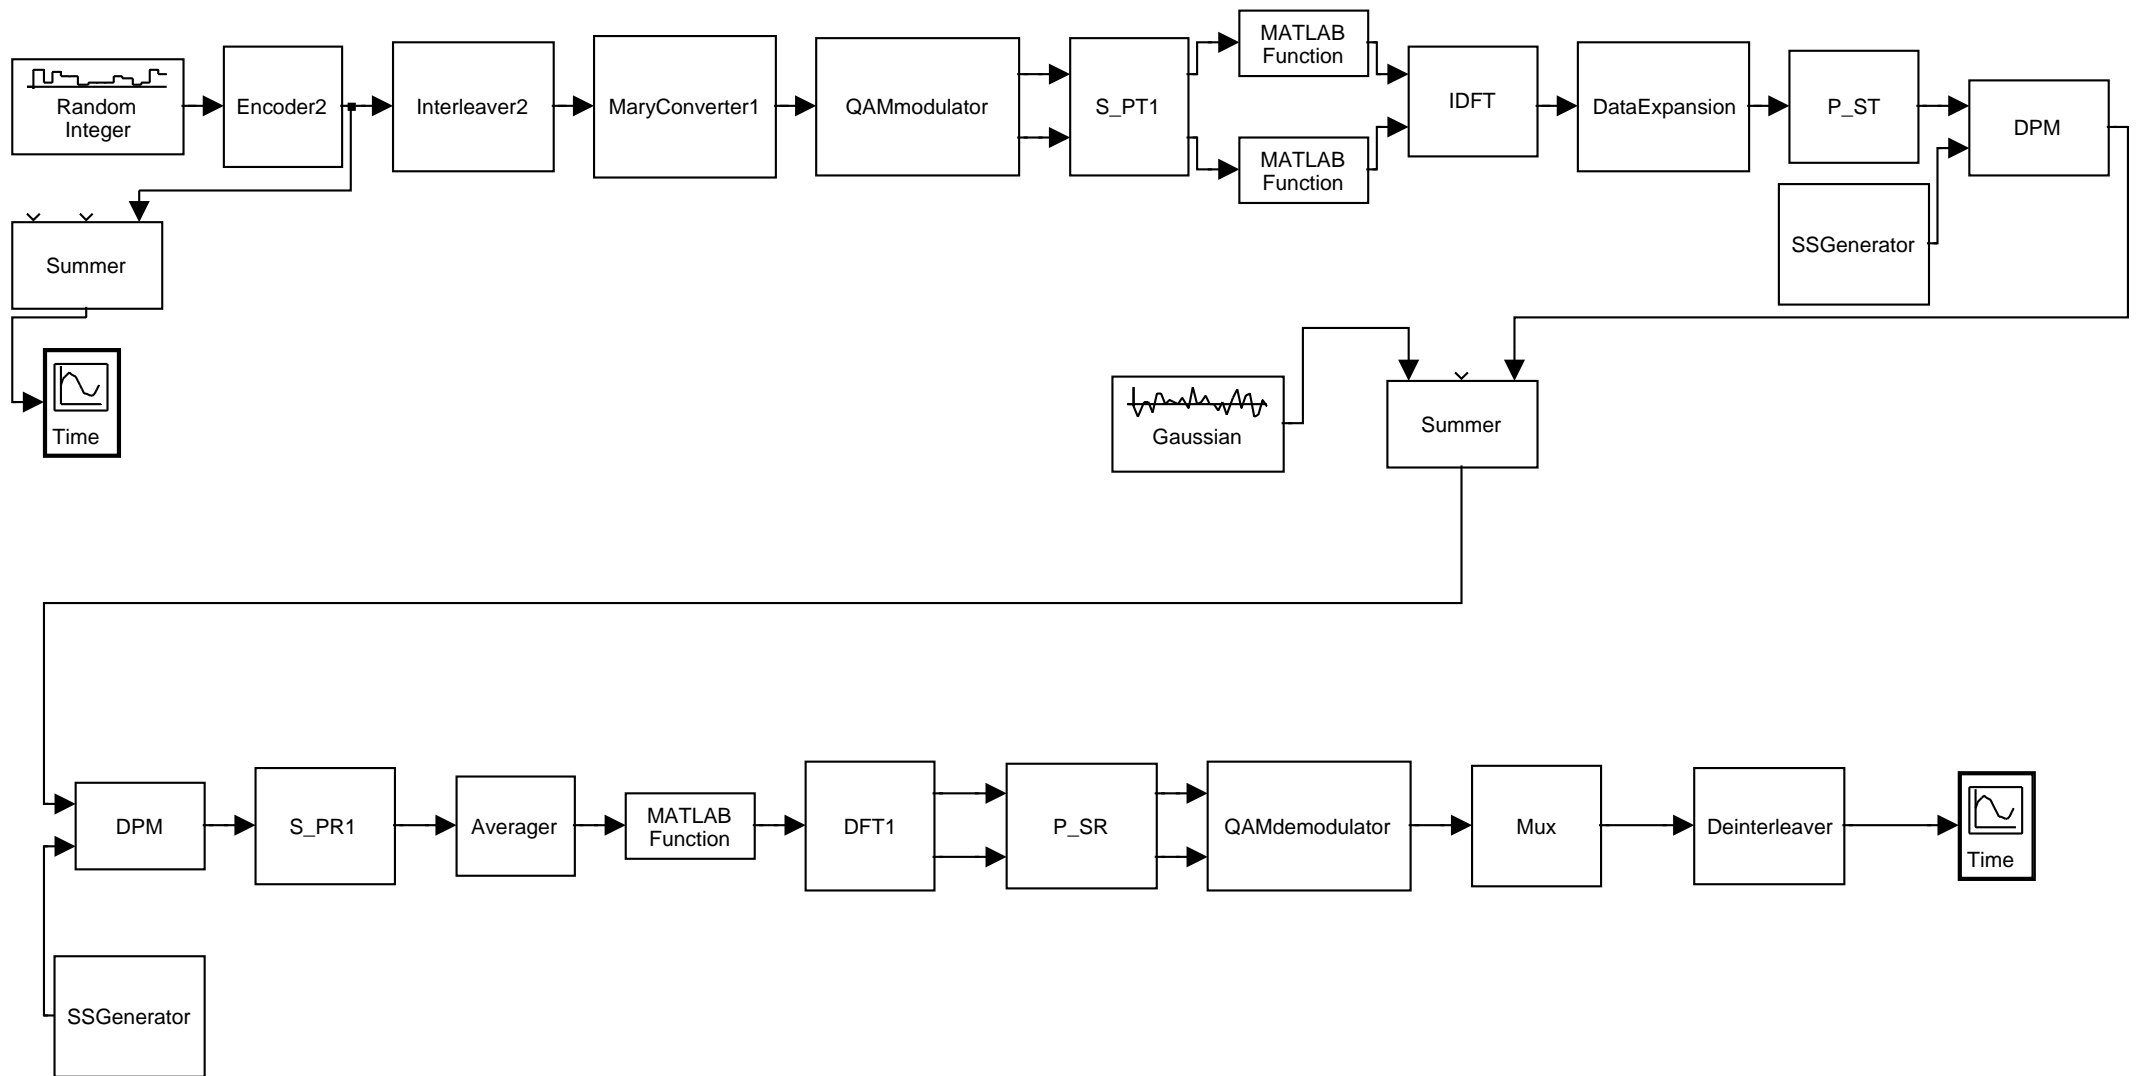 Random
Integer
Encoder2
Interleaver2
MaryConverter1
QAMmodulator
S_PT1
MATLAB
Function
MATLAB
Function
IDFT
DataExpansion
P_ST
DPM
SSGenerator
Summer
Time
Gaussian
Summer
DPM
S_PR1
Averager
MATLAB
Function
DFT1
P_SR
QAMdemodulator
Mux
Deinterleaver
Time
SSGenerator